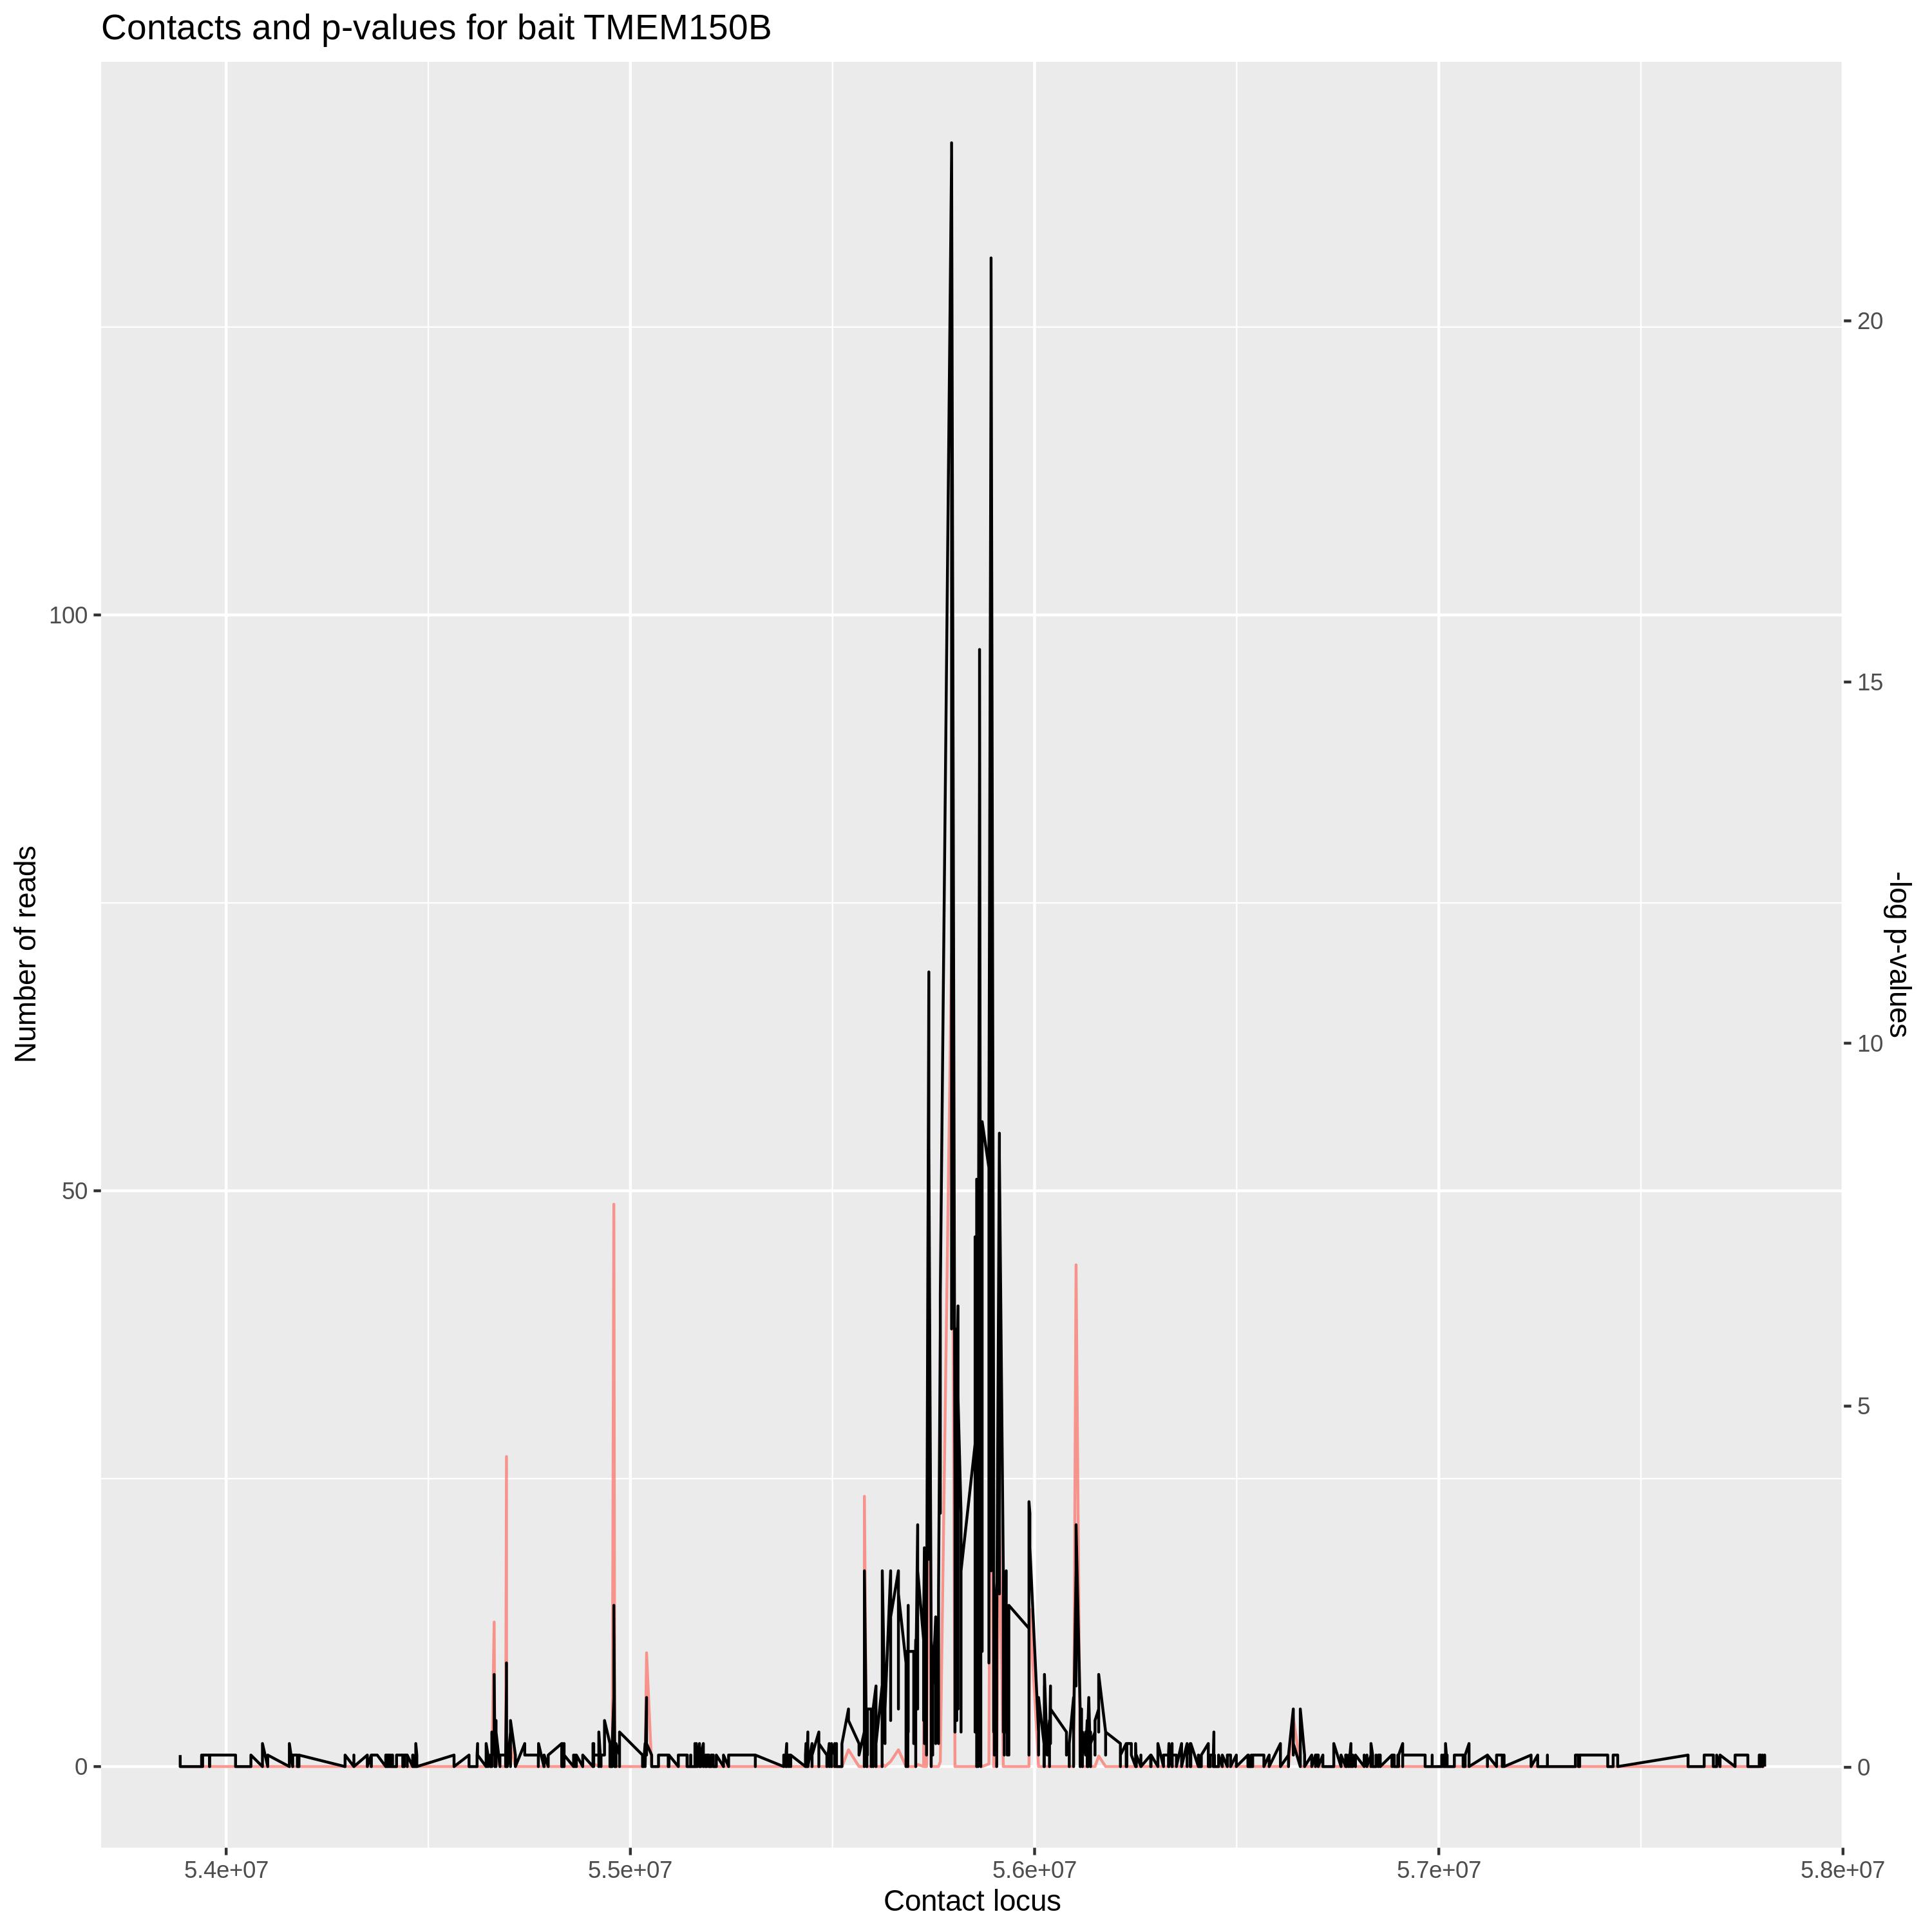 Contacts and p-values for bait TMEM150B
Number of reads
100
50
0
20
15
10
5
0
-log p-values
5.4e+07
5.5e+07
5.6e+07
5.7e+07
5.8e+07
Contact locus